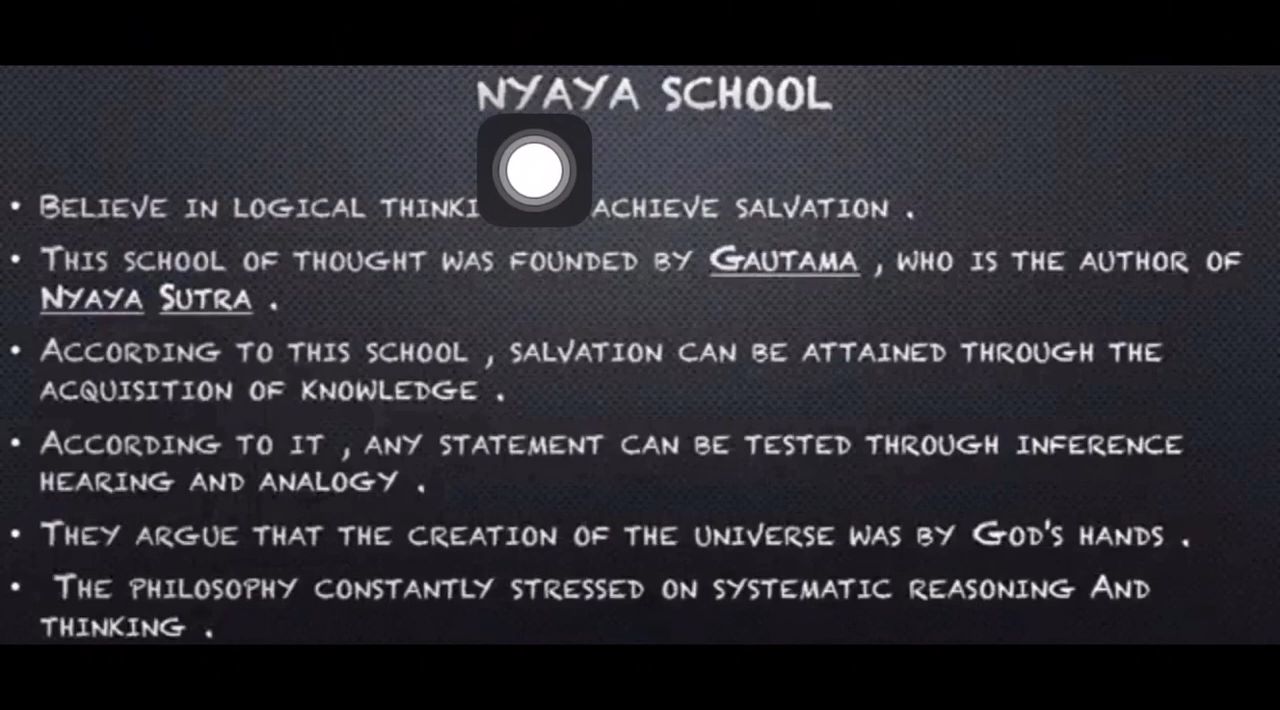 NYAYA SCHOOL
• BELIEVE IN LOGICAL ACHIEVE SALVATION .
• THIS SCHOOL OF THOUGHT WAS FOUNDED BY GAUTAMA , WHO IS THE AUTHOR OF
NYAYA SUTRA .
• ACCORDING TO THIS SCHOOL , SALVATION CAN BE ATTAINED THROUGH THE
ACQUISITION OF KNOWLEDGE .
• ACCORDING TO IT , ANY STATEMENT CAN BE TESTED THROUGH INFERENCE
HEARING AND ANALOGY .
• THEY ARGUE THAT THE CREATION OF THE UNIVERSE WAS BY GOD'S HANDS .
• THE PHILOSOPHY CONSTANTLY STRESSED ON SYSTEMATIC REASONING AND
THINKING .